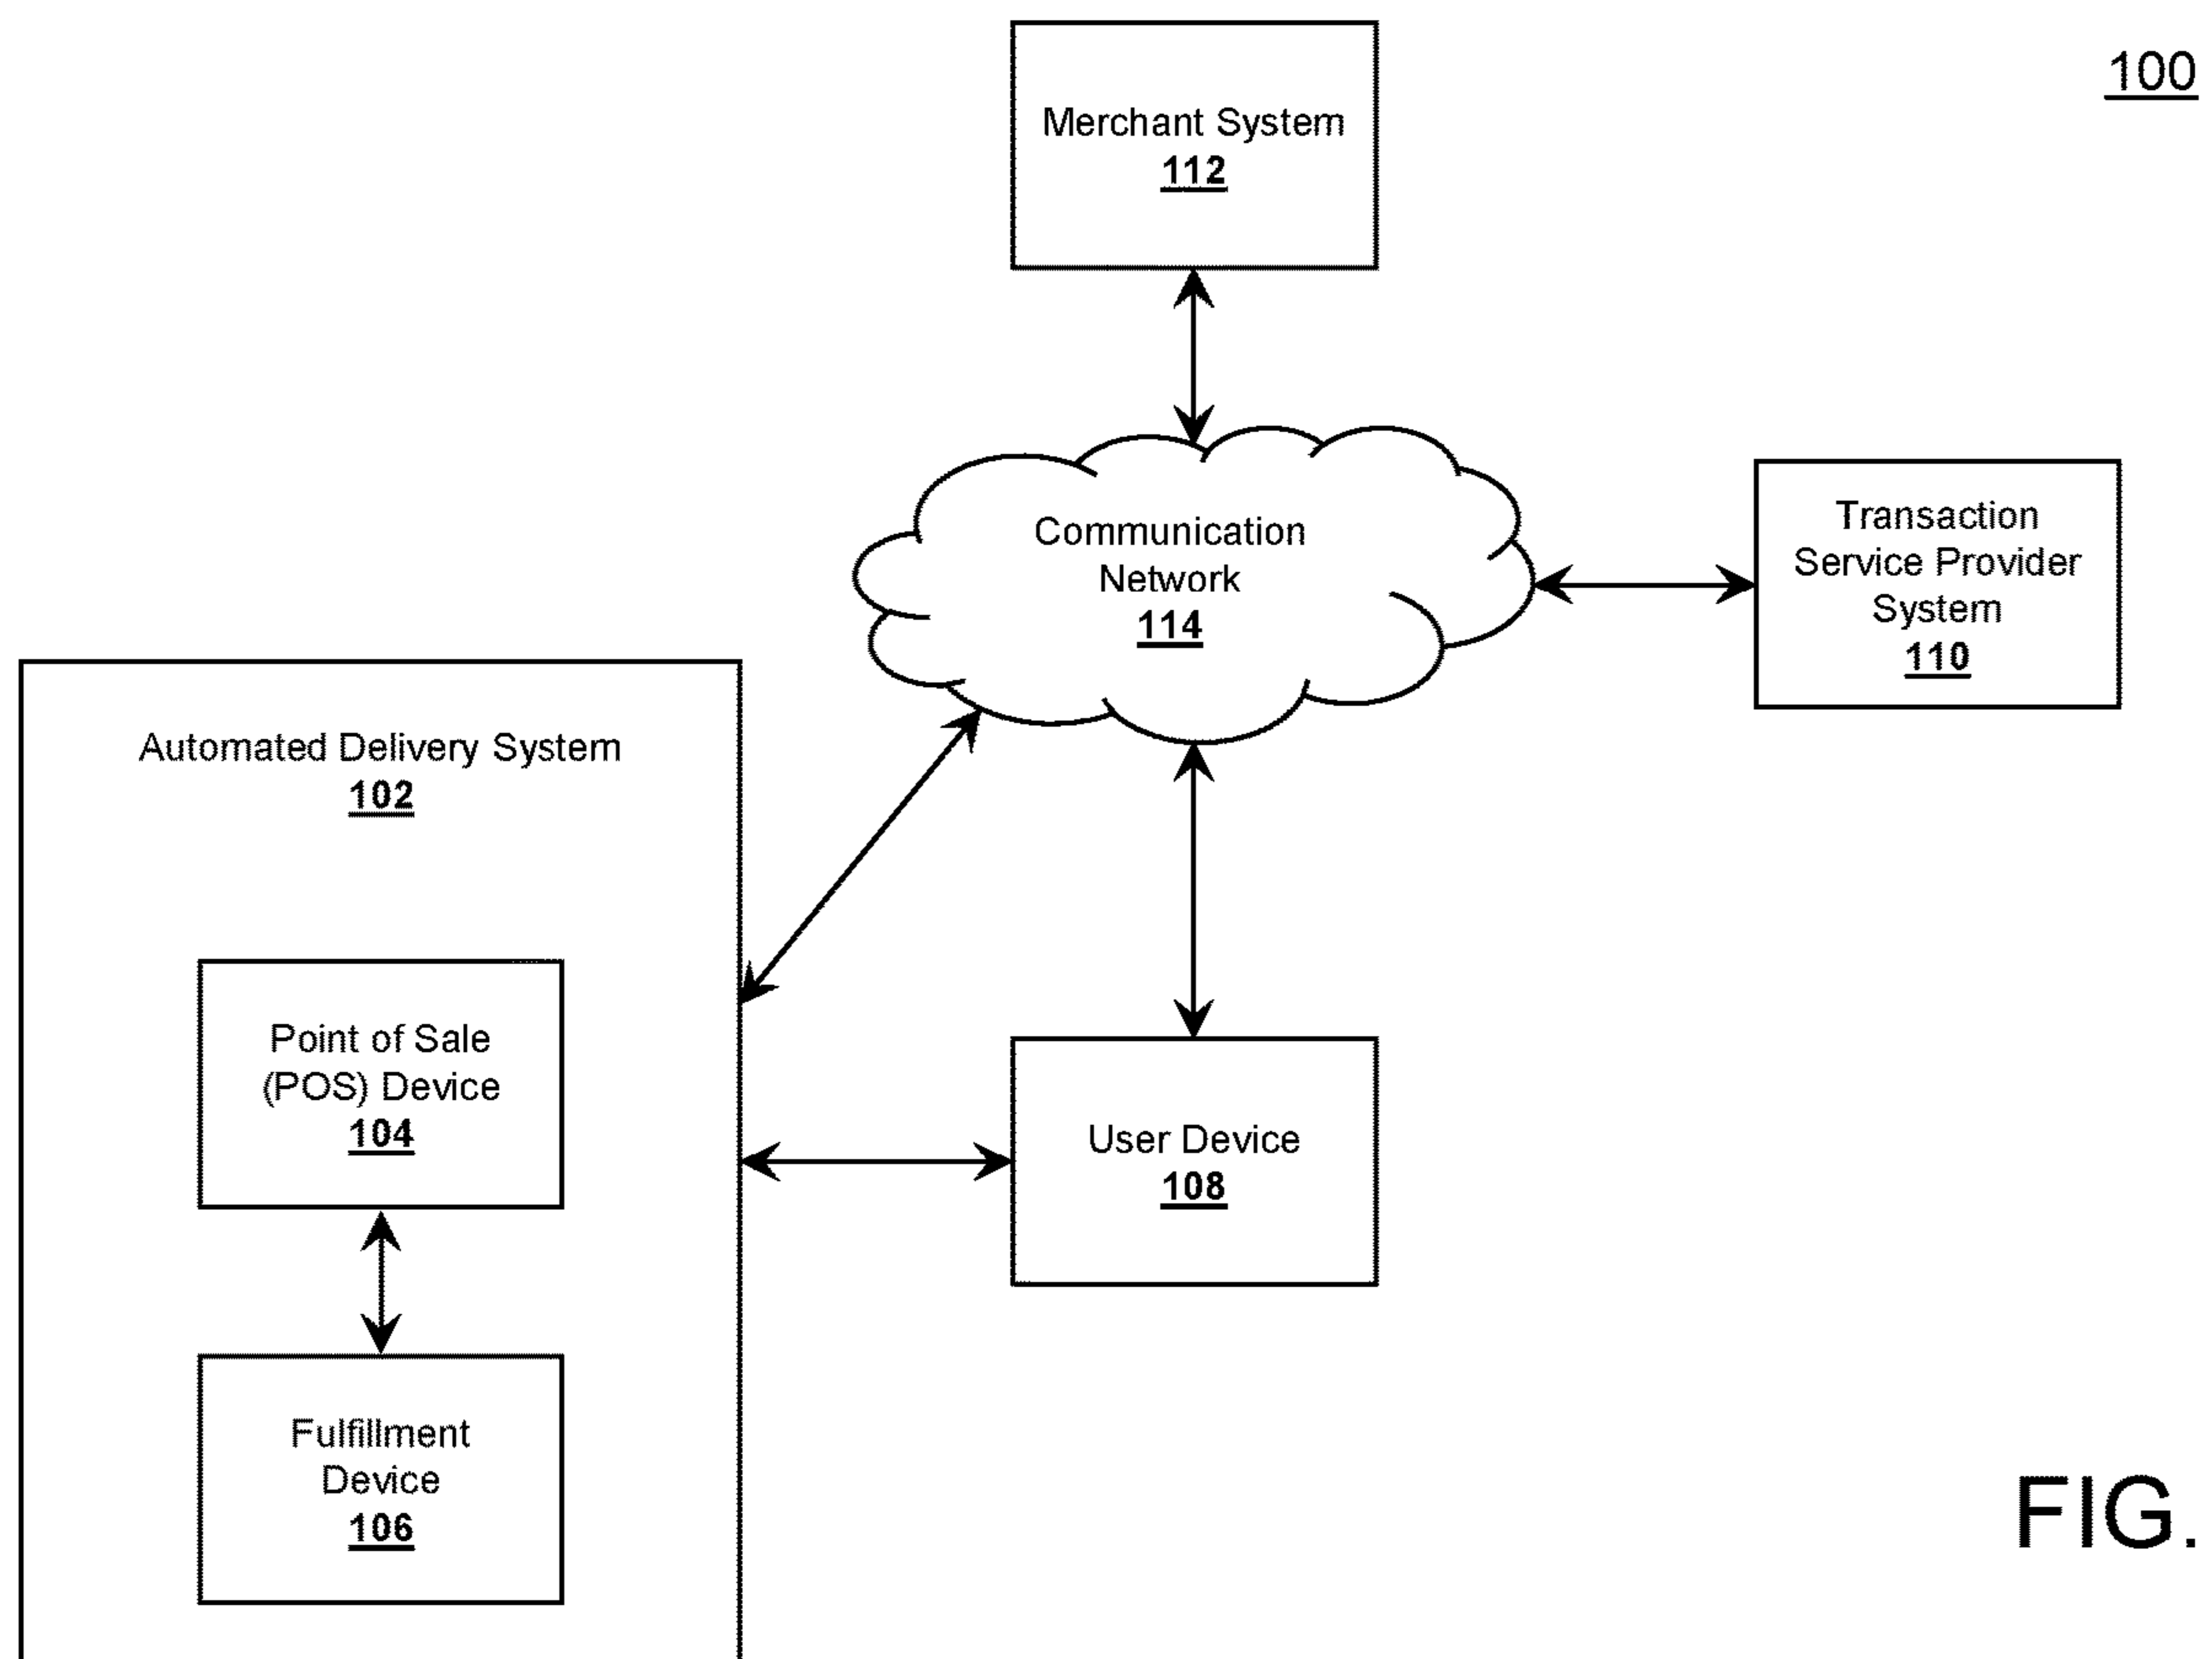 100
Merchant System
112
Communication
Network
114
Transaction
Service Provider
System
110
Automated Delivery System
102
Point of Sale
(POS) Device
104
User Device
108
Fulfillment
Device
106
FIG.